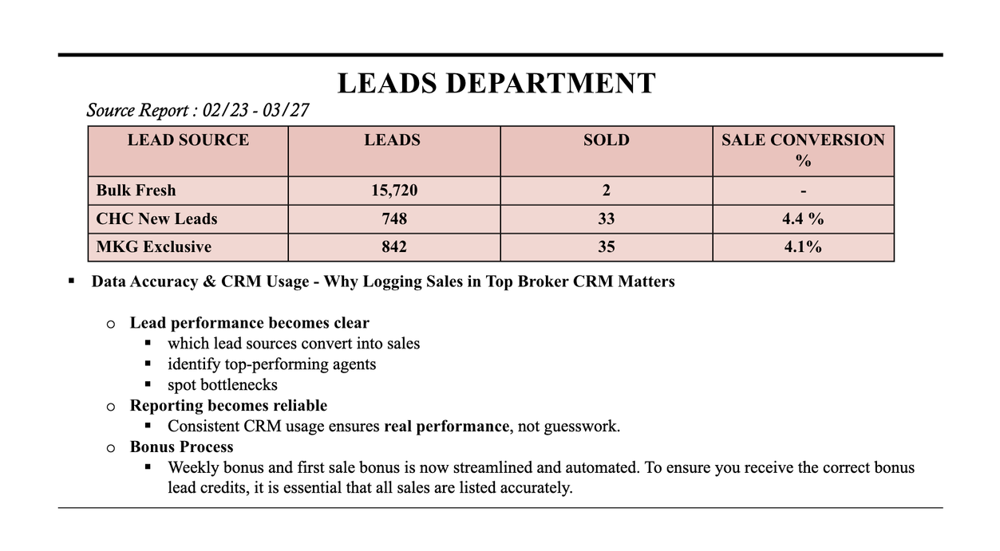 LEADS DEPARTMENT
Source Report : 02/23 - 03/27
LEAD SOURCE LEADS SOLD SALE CONVERSION
%
Bulk Fresh 15,720 2 -
CHC New Leads 748 33 4.4 %
MKG Exclusive 842 35 4.1%
▪ Data Accuracy & CRM Usage - Why Logging Sales in Top Broker CRM Matters
o Lead performance becomes clear
▪ which lead sources convert into sales
▪ identify top-performing agents
▪ spot bottlenecks
o Reporting becomes reliable
▪ Consistent CRM usage ensures real performance, not guesswork.
o Bonus Process
▪ Weekly bonus and first sale bonus is now streamlined and automated. To ensure you receive the correct bonus
lead credits, it is essential that all sales are listed accurately.